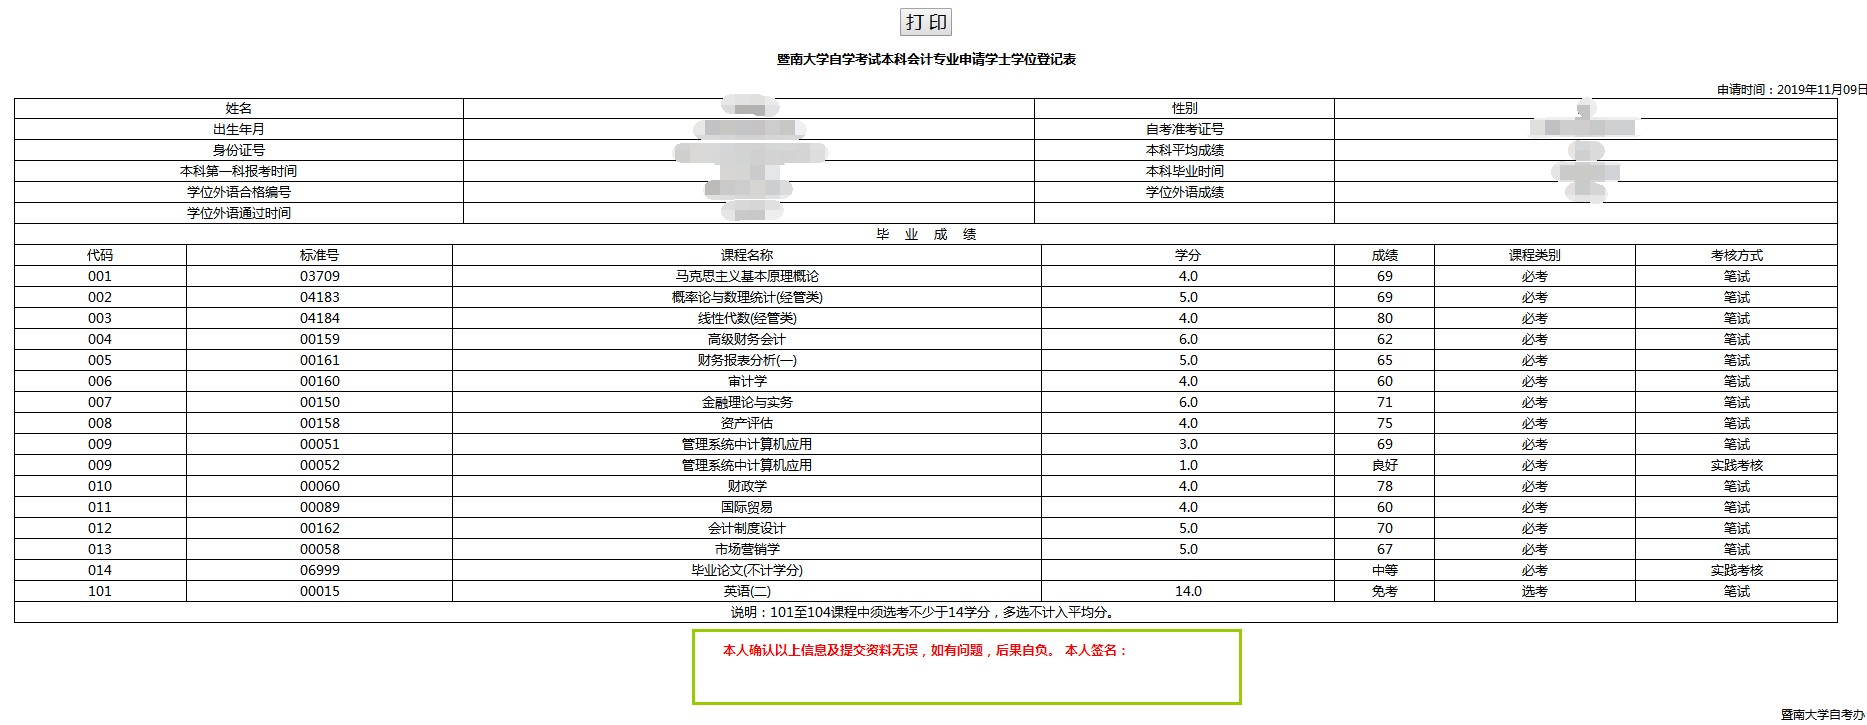 打 印
暨南大学自学考试本科会计专业申请学士学位登记表
申请时间：2019年11月09日
姓名 性别
出生年月 自考准考证号
身份证号 本科平均成绩
本科第一科报考时间 本科毕业时间
学位外语合格编号 学位外语成绩
学位外语通过时间
毕 业 成 绩
代码 标准号 课程名称 学分 成绩 课程类别 考核方式
001 03709 马克思主义基本原理概论 4.0 69 必考 笔试
002 04183 概率论与数理统计(经管类) 5.0 69 必考 笔试
003 04184 线性代数(经管类) 4.0 80 必考 笔试
004 00159 高级财务会计 6.0 62 必考 笔试
005 00161 财务报表分析(一) 5.0 65 必考 笔试
006 00160 审计学 4.0 60 必考 笔试
007 00150 金融理论与实务 6.0 71 必考 笔试
008 00158 资产评估 4.0 75 必考 笔试
009 00051 管理系统中计算机应用 3.0 69 必考 笔试
009 00052 管理系统中计算机应用 1.0 良好 必考 实践考核
010 00060 财政学 4.0 78 必考 笔试
011 00089 国际贸易 4.0 60 必考 笔试
012 00162 会计制度设计 5.0 70 必考 笔试
013 00058 市场营销学 5.0 67 必考 笔试
014 06999 毕业论文(不计学分) 中等 必考 实践考核
101 00015 英语(二) 14.0 免考 选考 笔试
说明：101至104课程中须选考不少于14学分，多选不计入平均分。
本人确认以上信息及提交资料无误，如有问题，后果自负。 本人签名：
暨南大学自考办